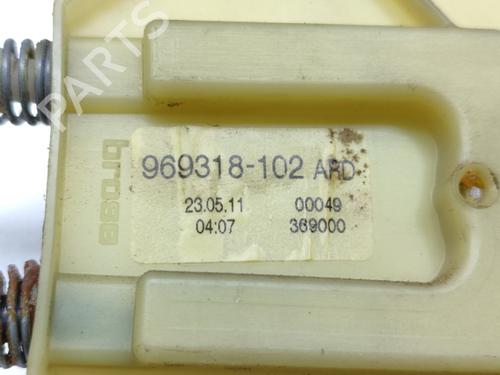 969318-102 ARD
23.05.11 00049
04:07 369000
brose
B-PARTS